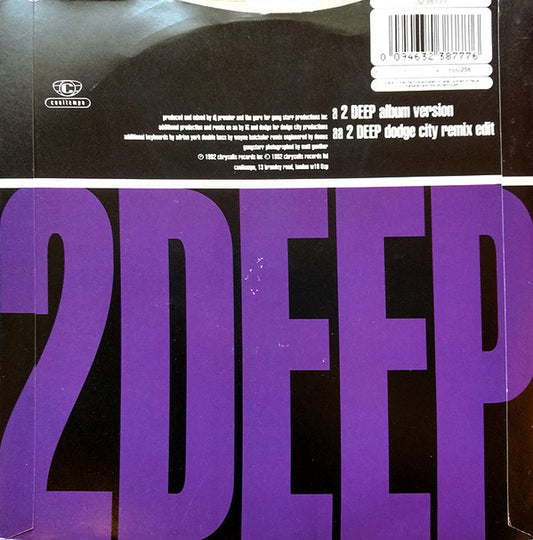 3238777
0 094632 387776
C
cooltempo
produced and mixed by dj premier and the guru for gang starr productions inc
additional production and remix on aa by IG and dodge for dodge city productions
additional keyboards by adrian york double bass by wayne batchelor remix engineered by demus
gangstarr photographed by matt gunther
℗ 1992 chrysalis records inc © 1992 chrysalis records ltd
cooltempo, 13 bramley road, london w10 6sp
a 2 DEEP album version
aa 2 DEEP dodge city remix edit
2DEEP